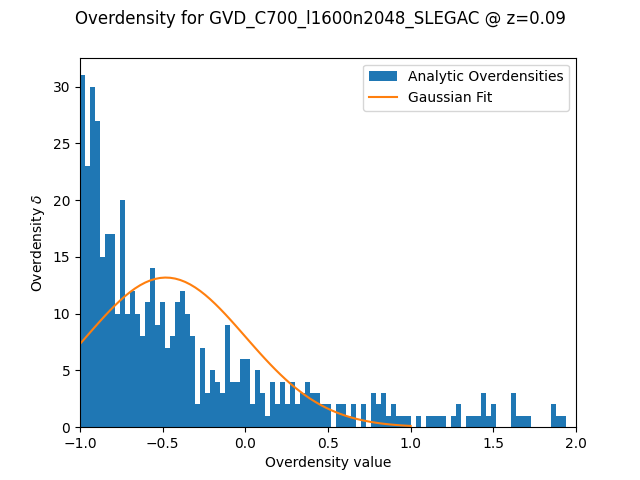 Overdensity for GVD_C700_l1600n2048_SLEGAC @ z=0.09
Analytic Overdensities
Gaussian Fit
Overdensity δ
30
25
20
15
10
5
0
−1.0 −0.5 0.0 0.5 1.0 1.5 2.0
Overdensity value